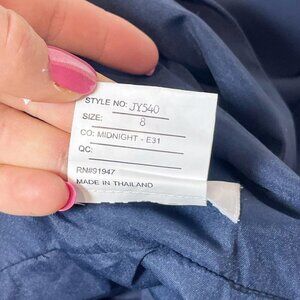 STYLE NO: JY540
SIZE: 8
CO: MIDNIGHT - E31
QC:
RN#91947
MADE IN THAILAND